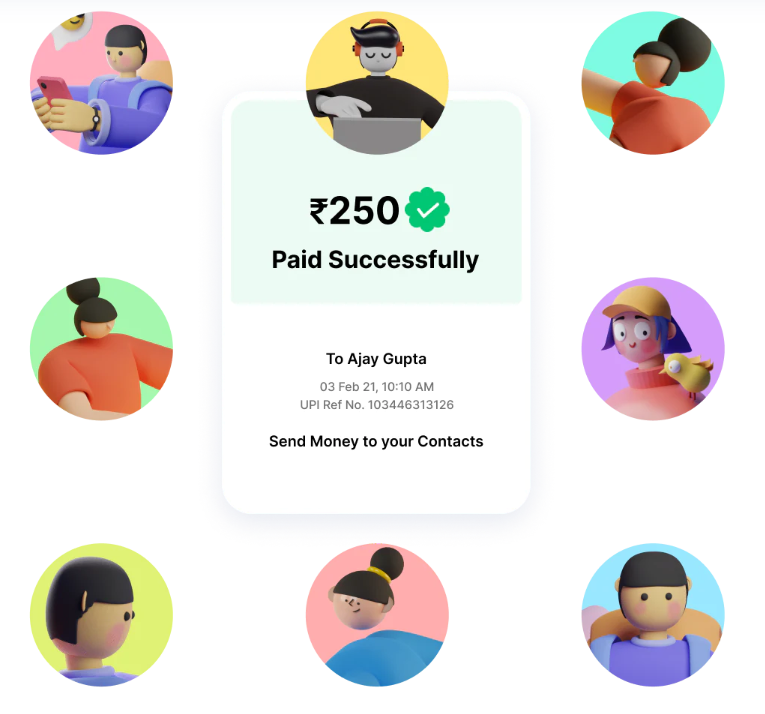 ₹250
Paid Successfully
To Ajay Gupta
03 Feb 21, 10:10 AM
UPI Ref No. 103446313126
Send Money to your Contacts